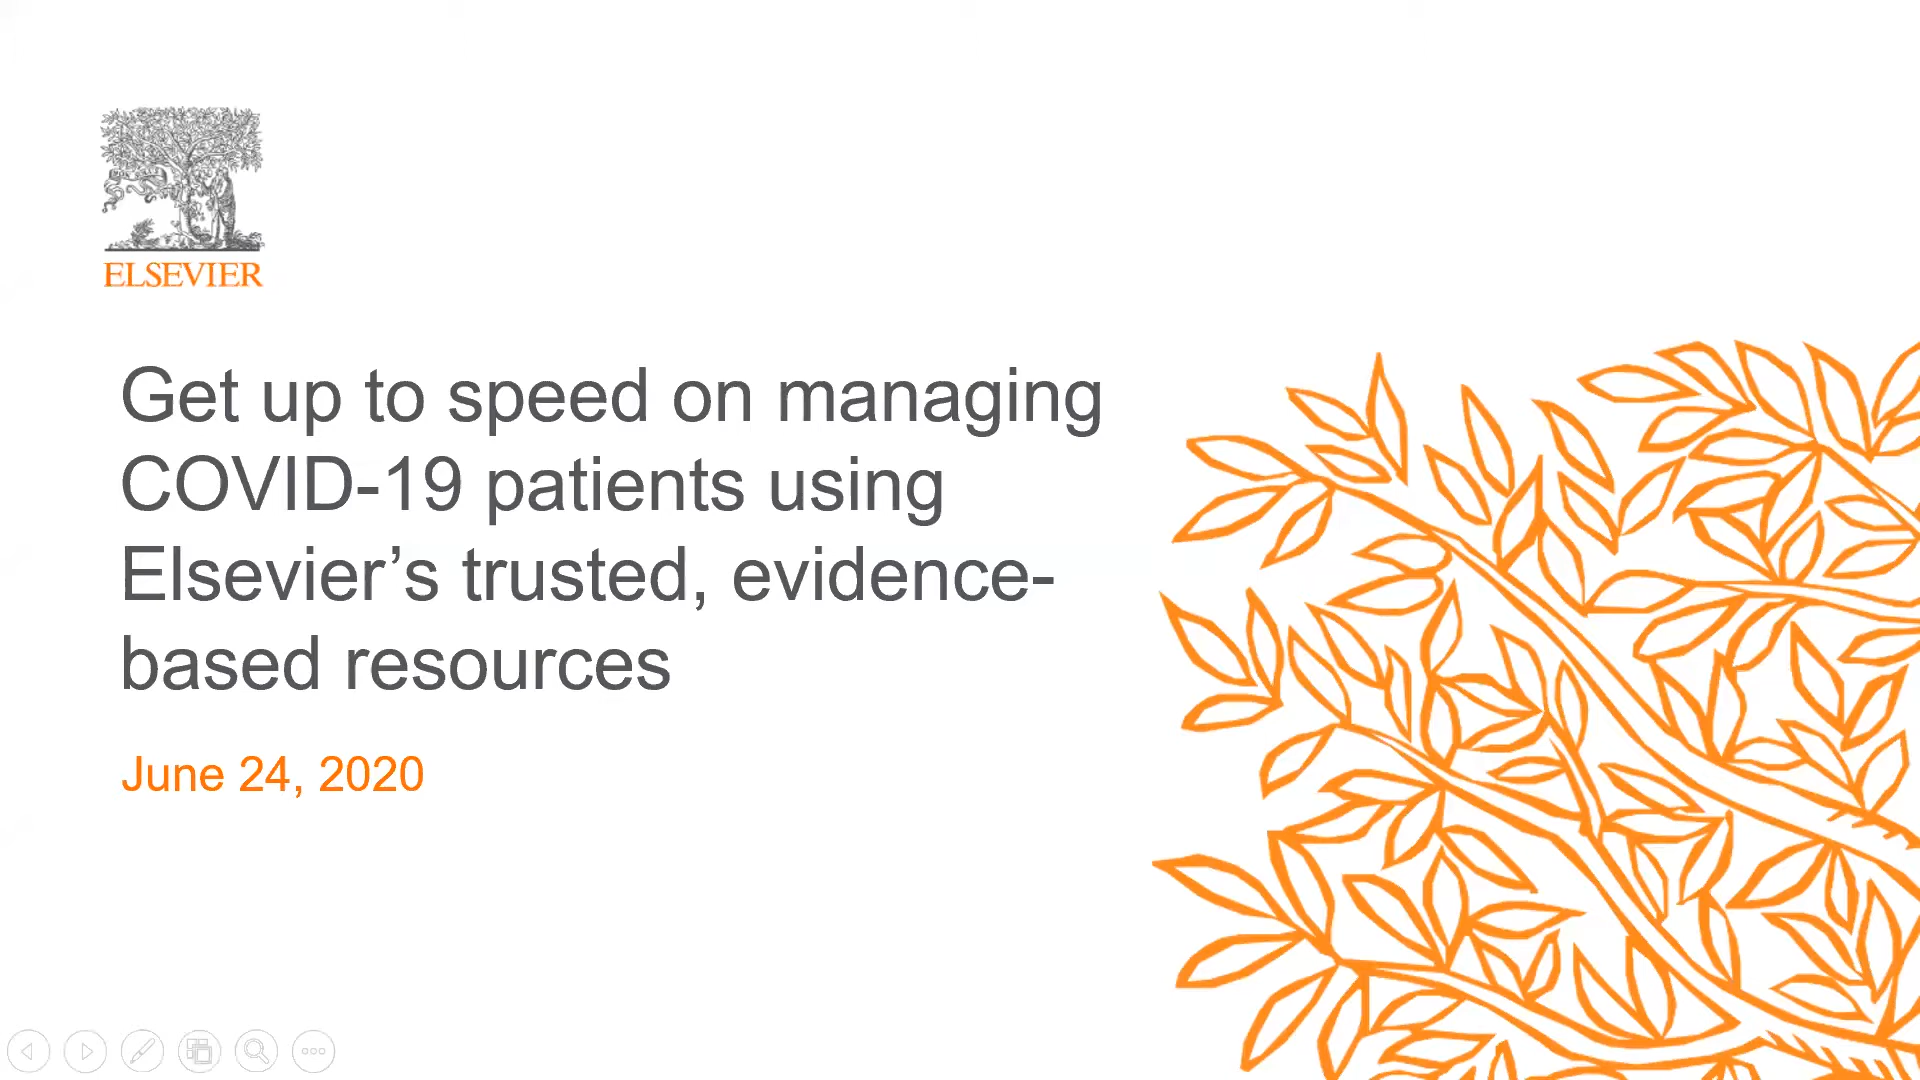 ELSEVIER
Get up to speed on managing
COVID-19 patients using
Elsevier’s trusted, evidence-
based resources
June 24, 2020